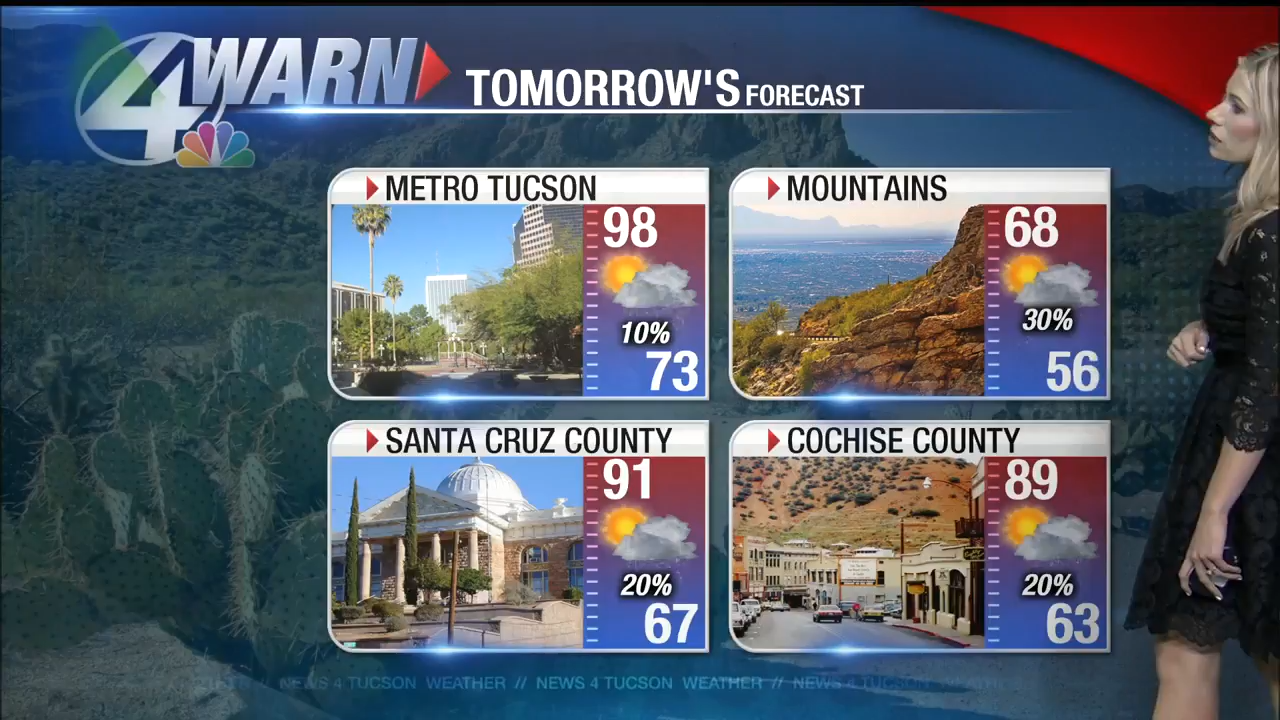 4 WARN
TOMORROW'S FORECAST
METRO TUCSON
98
10%
73
MOUNTAINS
68
30%
56
SANTA CRUZ COUNTY
91
20%
67
COCHISE COUNTY
89
20%
63
NEWS 4 TUCSON WEATHER // NEWS 4 TUCSON WEATHER // NEWS 4 TUCSON WEATHER